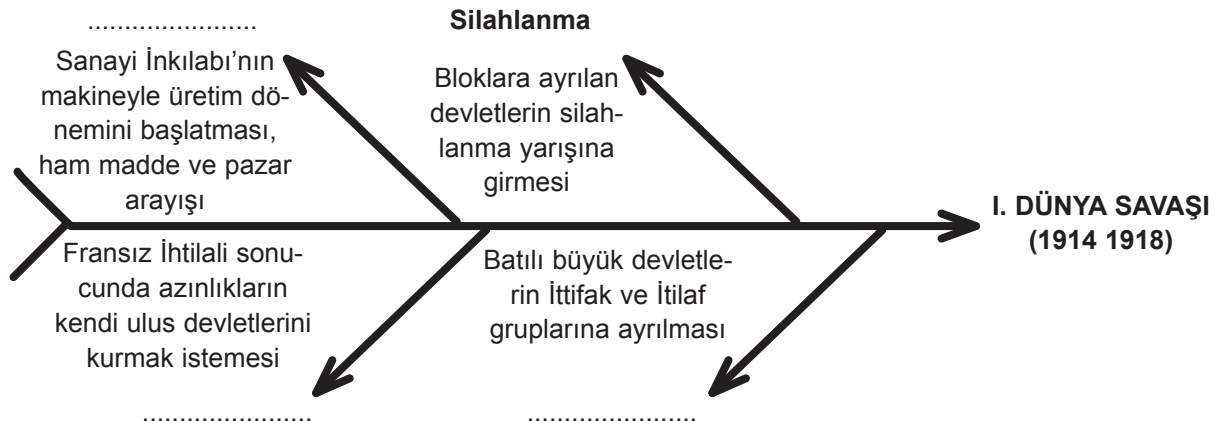 ......................
Sanayi İnkılabı'nın
makineyle üretim dö-
nemini başlatması,
ham madde ve pazar
arayışı
Silahlanma
Bloklara ayrılan
devletlerin silah-
lanma yarışına
girmesi
I. DÜNYA SAVAŞI
(1914 1918)
Fransız İhtilali sonu-
cunda azınlıkların
kendi ulus devletlerini
kurmak istemesi
......................
Batılı büyük devletle-
rin İttifak ve İtilaf
gruplarına ayrılması
......................